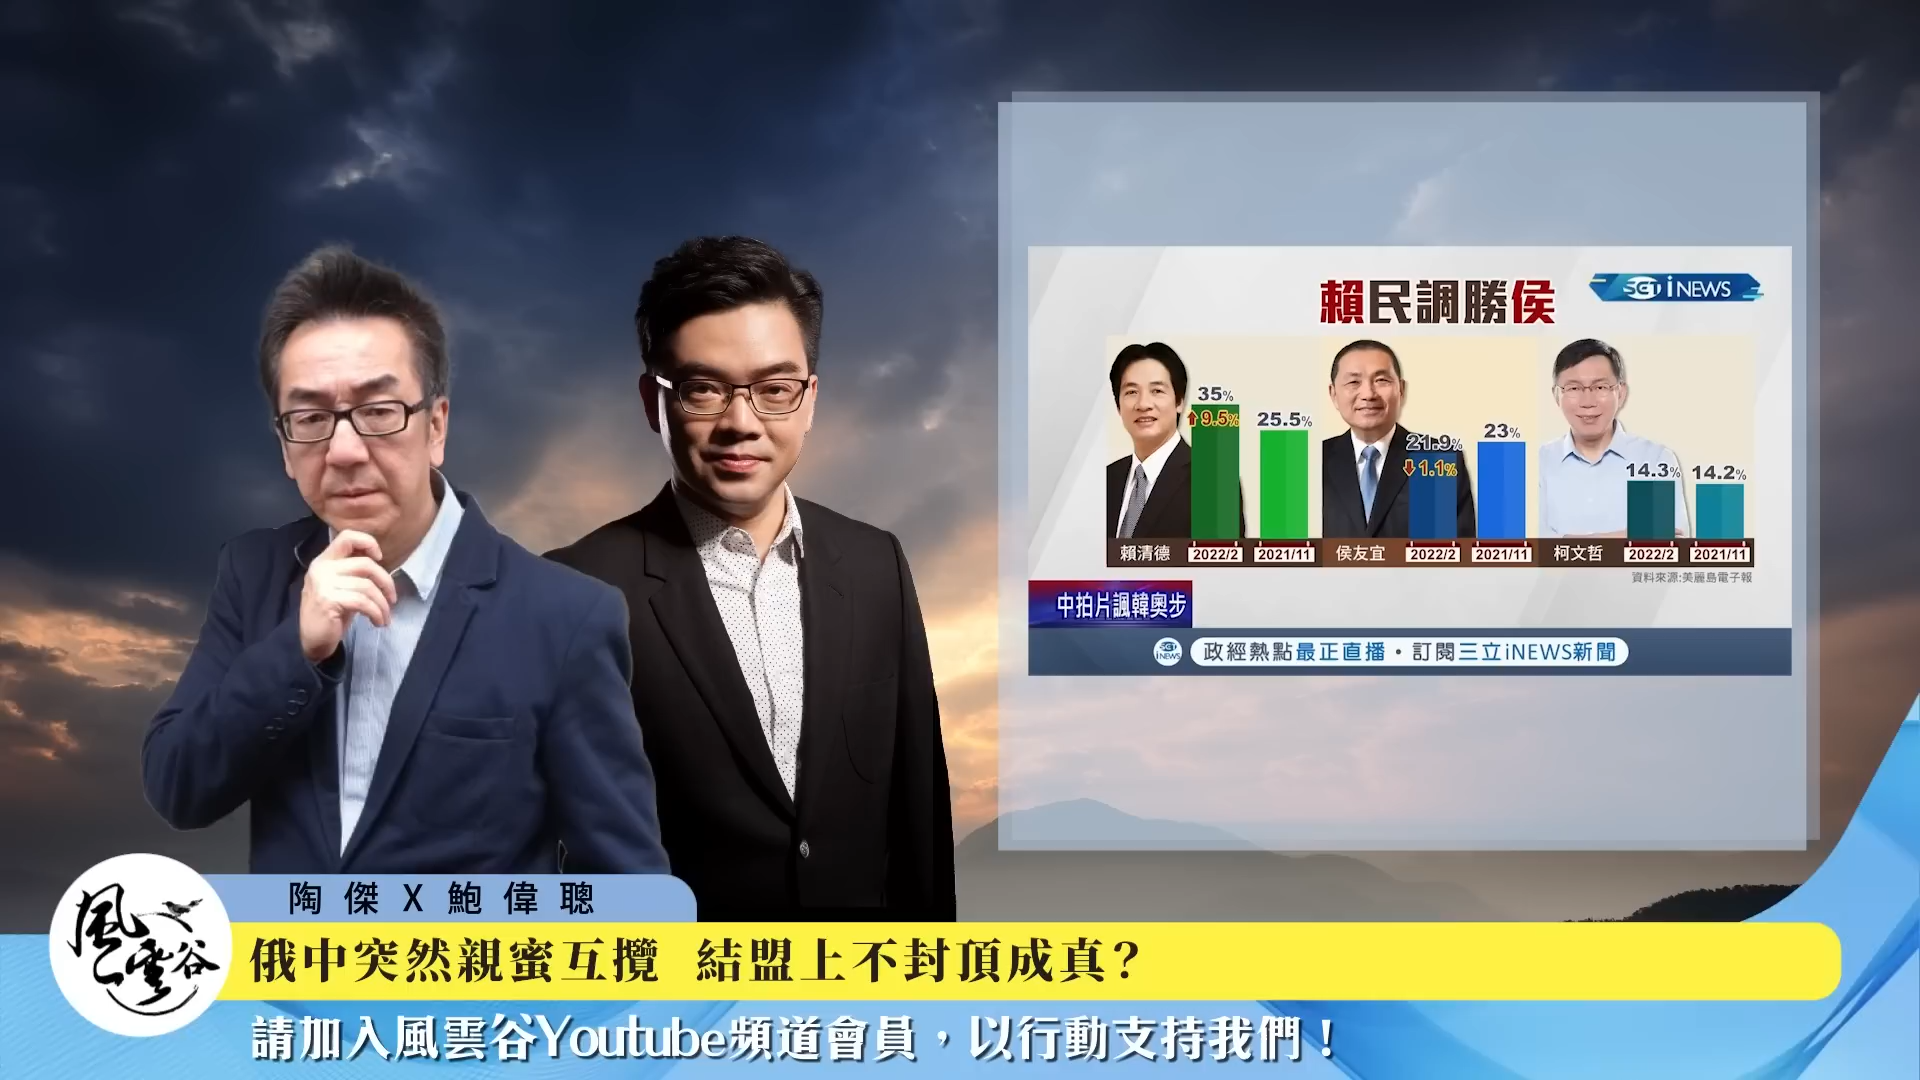 賴民調勝侯
SET iNEWS
35%
↑9.5%
25.5%
21.9%
↓1.1%
23%
14.3%
14.2%
賴清德 2022/2 2021/11 侯友宜 2022/2 2021/11 柯文哲 2022/2 2021/11
資料來源:美麗島電子報
中拍片諷韓奧步
SET iNEWS 政經熱點最正直播・訂閱三立iNEWS新聞
陶傑X鮑偉聰
風雲谷
俄中突然親蜜互攬 結盟上不封頂成真?
請加入風雲谷Youtube頻道會員，以行動支持我們！